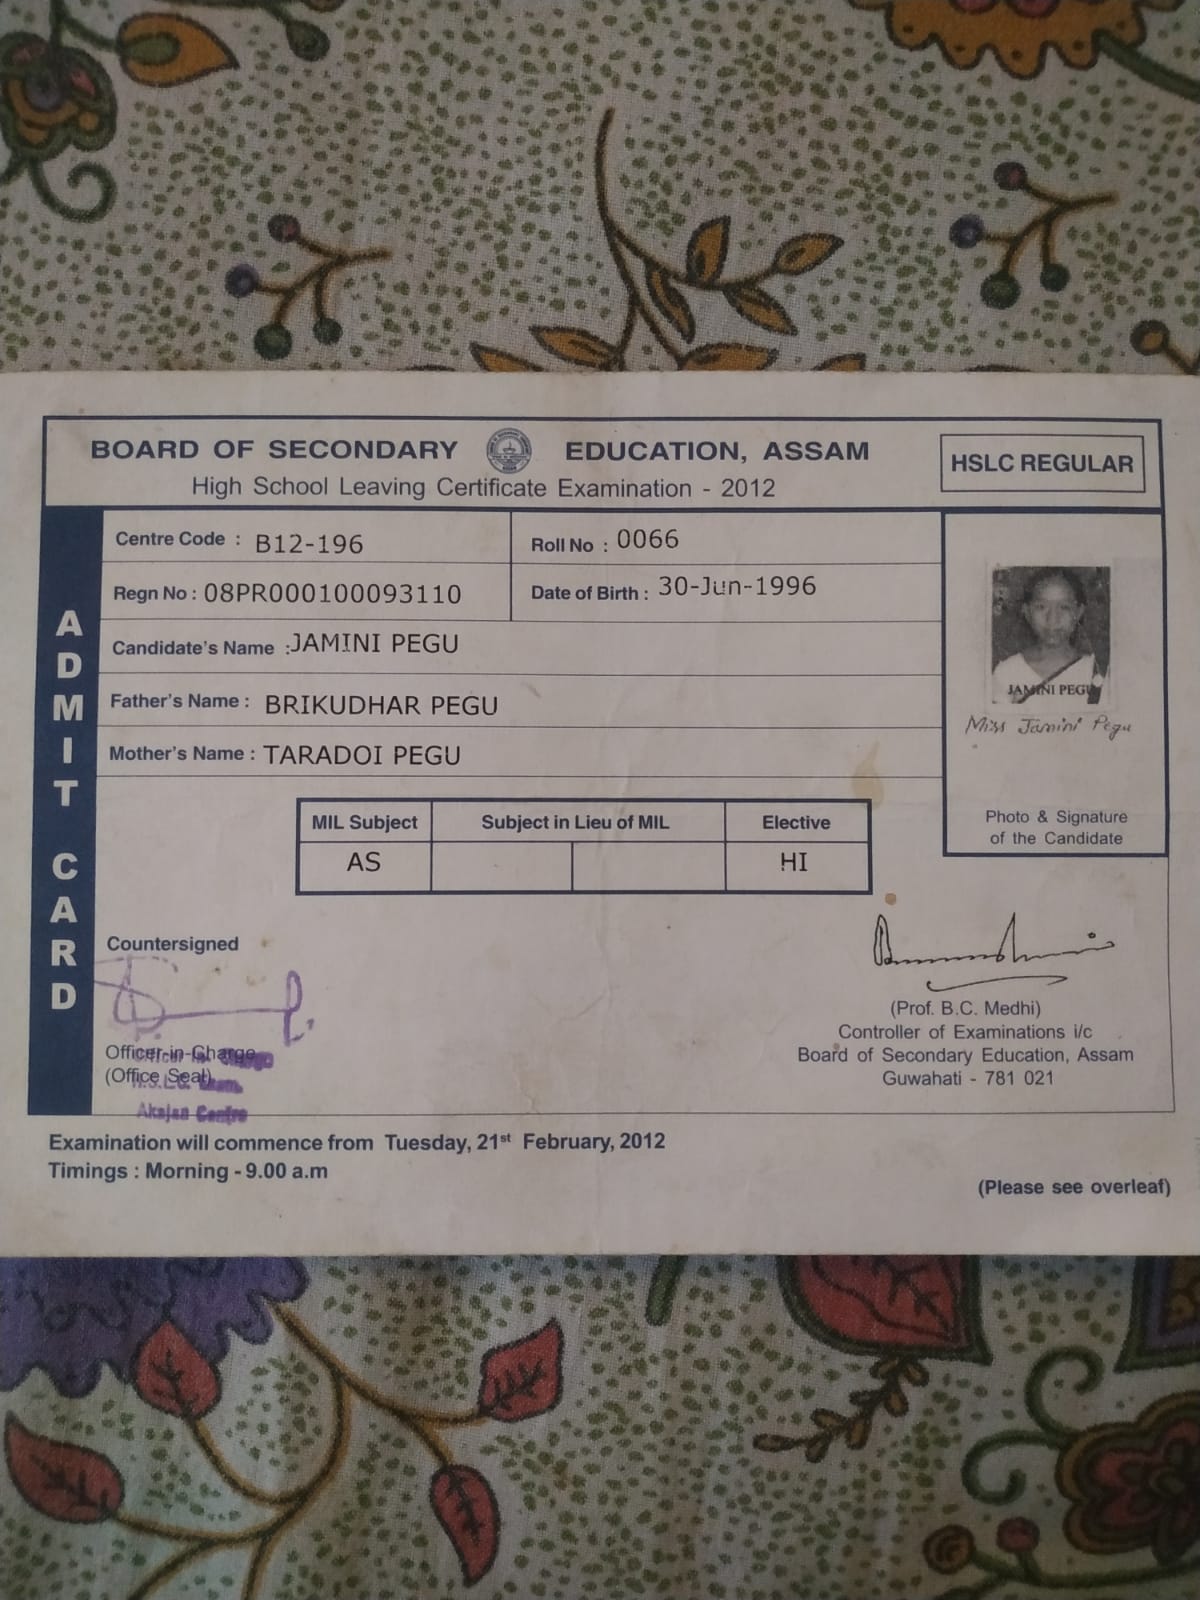 BOARD OF SECONDARY EDUCATION, ASSAM
High School Leaving Certificate Examination - 2012
HSLC REGULAR
ADMIT CARD
Centre Code : B12-196
Roll No : 0066
Regn No : 08PR000100093110
Date of Birth : 30-Jun-1996
Candidate's Name : JAMINI PEGU
Father's Name : BRIKUDHAR PEGU
Mother's Name : TARADOI PEGU
JAMINI PEGU
Miss Jamini Pegu
Photo & Signature
of the Candidate
MIL Subject Subject in Lieu of MIL Elective
AS HI
Countersigned
Officer-in-Charge
(Office Seal)
Akajan Centre
(Prof. B.C. Medhi)
Controller of Examinations i/c
Board of Secondary Education, Assam
Guwahati - 781 021
Examination will commence from Tuesday, 21st February, 2012
Timings : Morning - 9.00 a.m
(Please see overleaf)